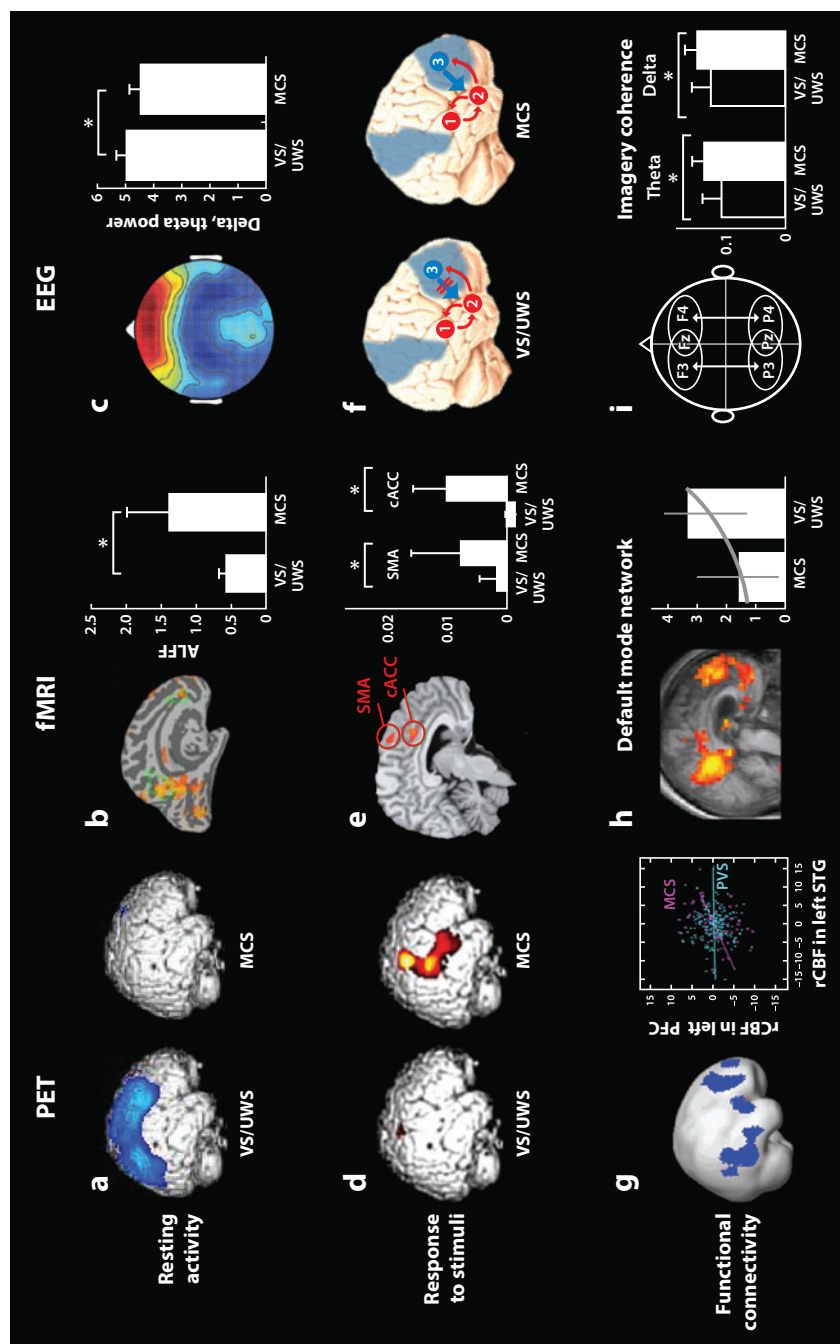 PET
fMRI
EEG
Resting
activity
a
VS/UWS
MCS
b
ALFF
2.5
2.0
1.5
1.0
0.5
0
*
VS/
UWS
MCS
c
Delta, theta power
6
5
4
3
2
1
0
*
VS/
UWS
MCS
Response
to stimuli
d
VS/UWS
MCS
e
SMA
cACC
0.02
0.01
0
*
SMA
VS/
UWS
MCS
*
cACC
VS/
UWS
MCS
f
3
1
2
VS/UWS
3
1
2
MCS
Functional
connectivity
g
rCBF in left PFC
15
10
5
0
−5
−10
−15
MCS
PVS
−15
−10
−5
0
5
10
15
rCBF in left STG
h
Default mode network
4
3
2
1
0
MCS
VS/
UWS
i
F3
Fz
F4
P3
Pz
P4
Imagery coherence
Theta
Delta
*
*
0.1
0
VS/
UWS
MCS
VS/
UWS
MCS